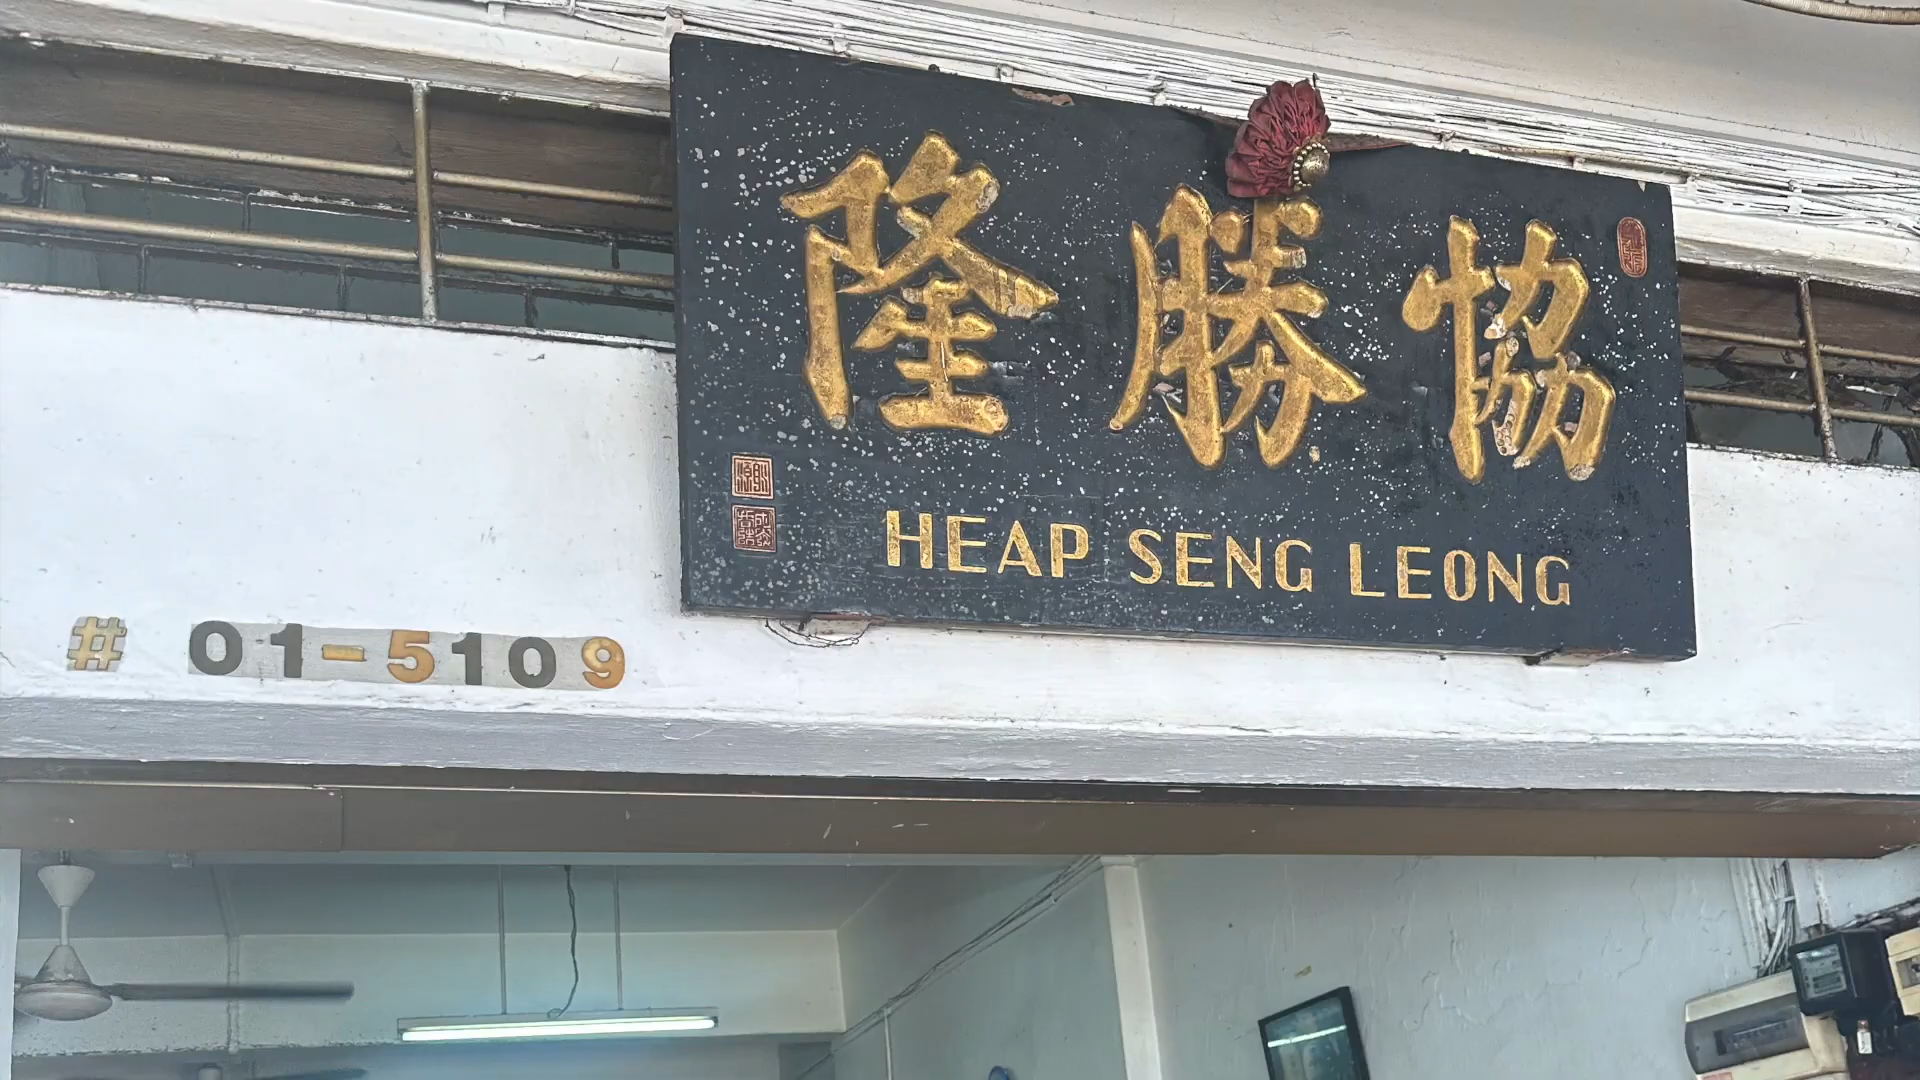 隆勝協
HEAP SENG LEONG
# 01-5109